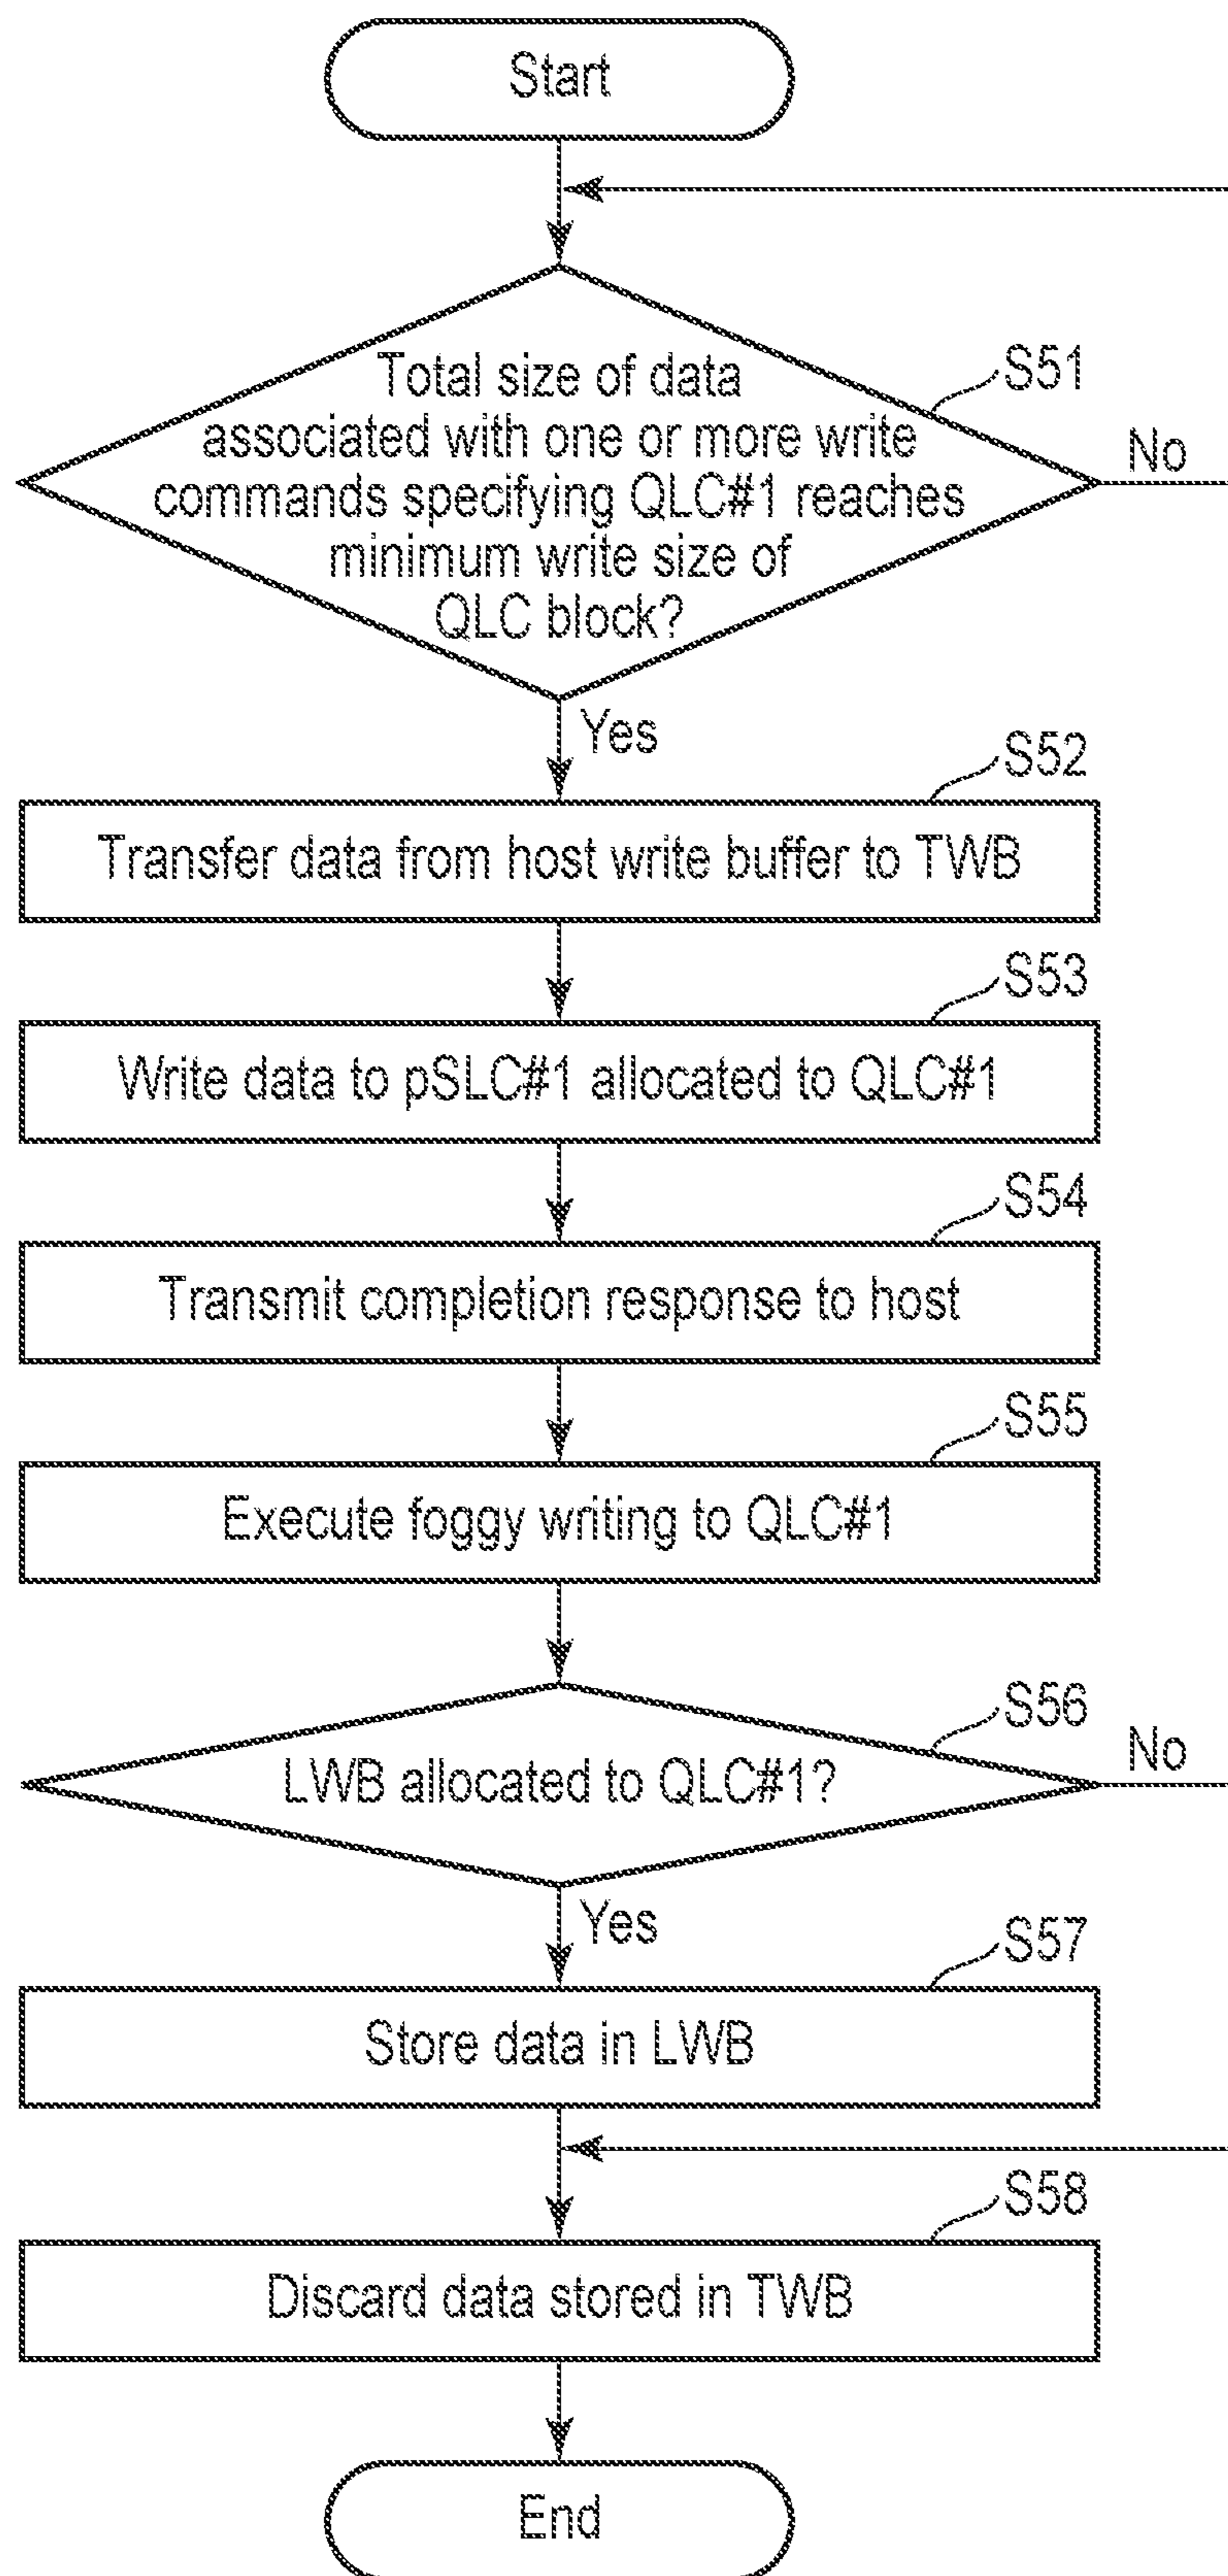 Start
Total size of data
associated with one or more write
commands specifying QLC#1 reaches
minimum write size of
QLC block?
S51
No
Yes
S52
Transfer data from host write buffer to TWB
S53
Write data to pSLC#1 allocated to QLC#1
S54
Transmit completion response to host
S55
Execute foggy writing to QLC#1
S56
LWB allocated to QLC#1?
No
Yes
S57
Store data in LWB
S58
Discard data stored in TWB
End